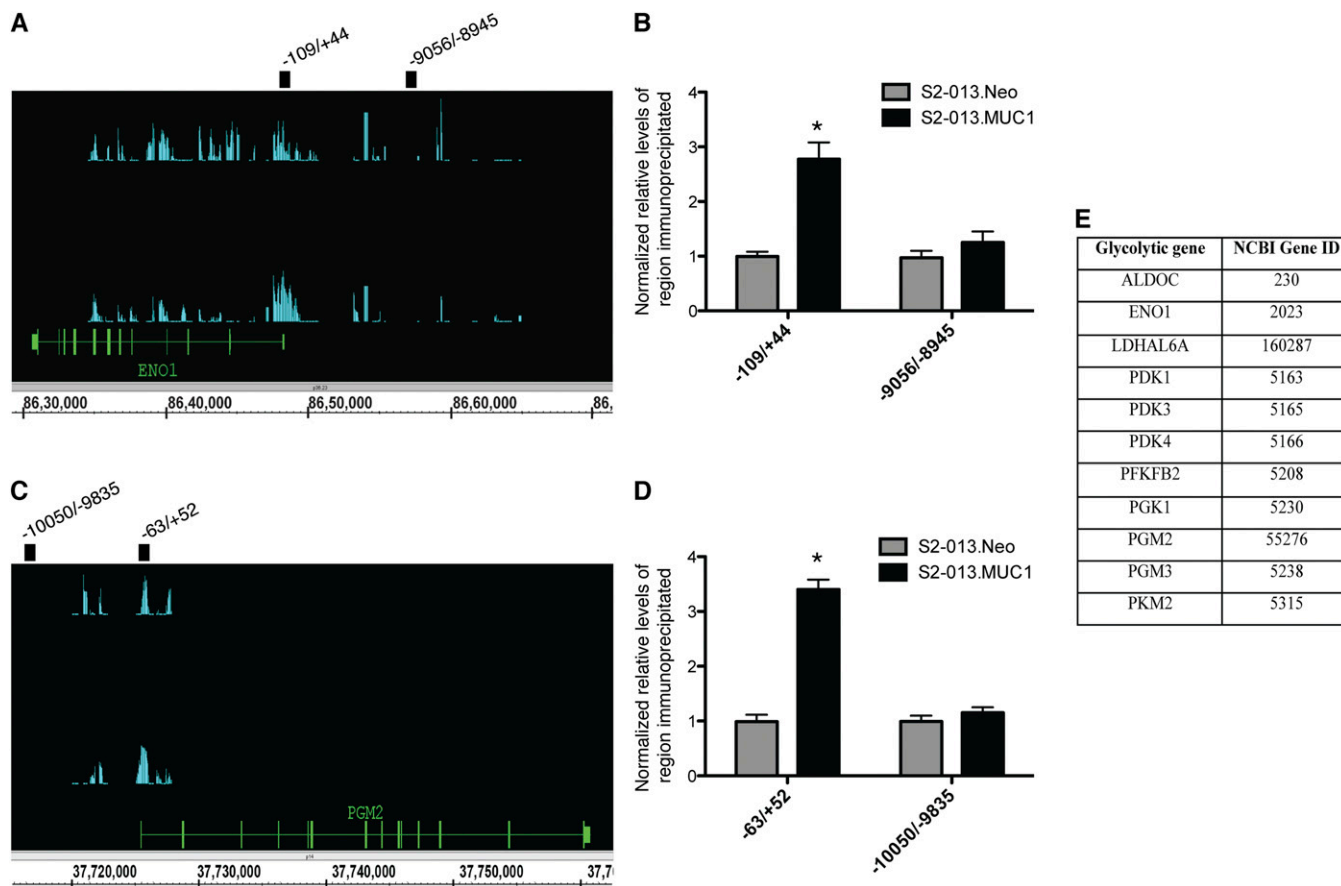 A
-109/+44
-9056/-8945
ENO1
86,30,000
86,40,000
86,50,000
86,60,000
86,
B
Normalized relative levels of
region immunoprecipitated
4
3
2
1
0
S2-013.Neo
S2-013.MUC1
*
-109/+44
-9056/-8945
C
-10050/-9835
-63/+52
PGM2
37,720,000
37,730,000
37,740,000
37,750,000
37,7
D
Normalized relative levels of
region immunoprecipitated
4
3
2
1
0
S2-013.Neo
S2-013.MUC1
*
-63/+52
-10050/-9835
E
Glycolytic gene NCBI Gene ID
ALDOC 230
ENO1 2023
LDHAL6A 160287
PDK1 5163
PDK3 5165
PDK4 5166
PFKFB2 5208
PGK1 5230
PGM2 55276
PGM3 5238
PKM2 5315